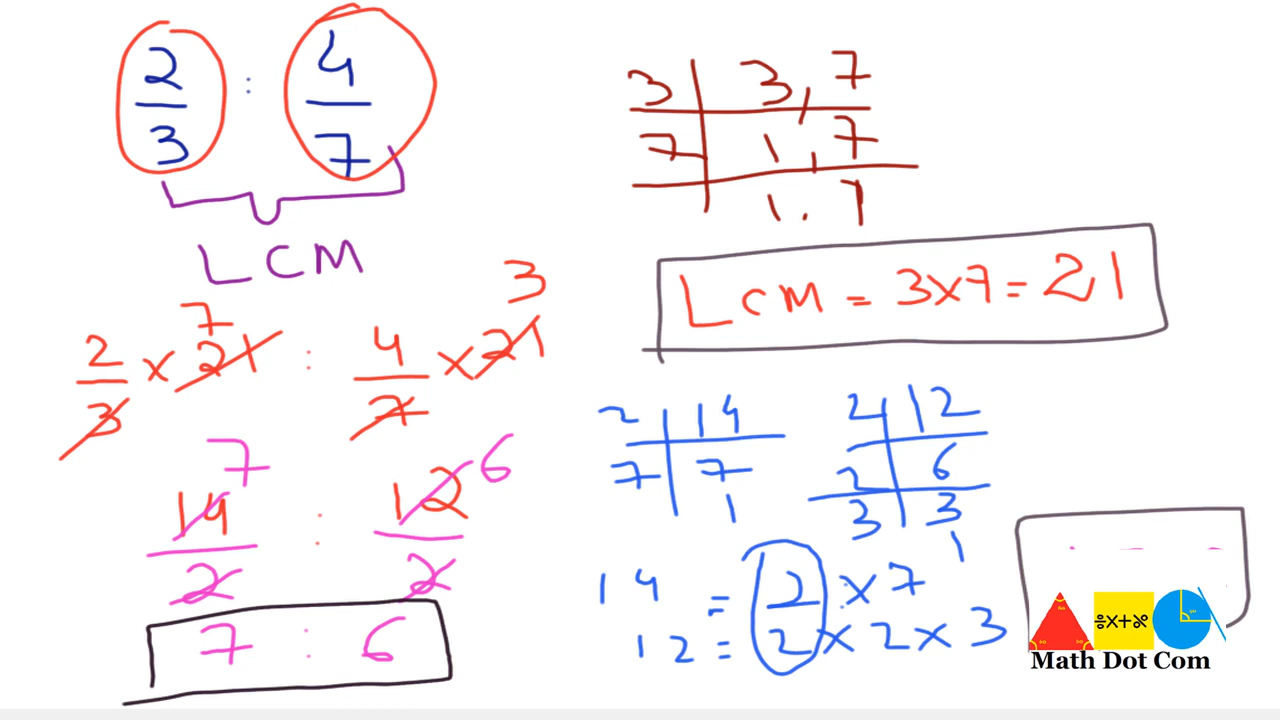 2/3 : 4/7
LCM
2/3 × 21 7 : 4/7 × 21 3
14/2 7 : 12/2 6
7 : 6
3 | 3, 7
7 | 1, 7
1, 1
LCM = 3×7 = 21
2 | 14
7 | 7
1
2 | 12
2 | 6
3 | 3
1
14 = 2 × 7
12 = 2 × 2 × 3
÷×+%
Math Dot Com